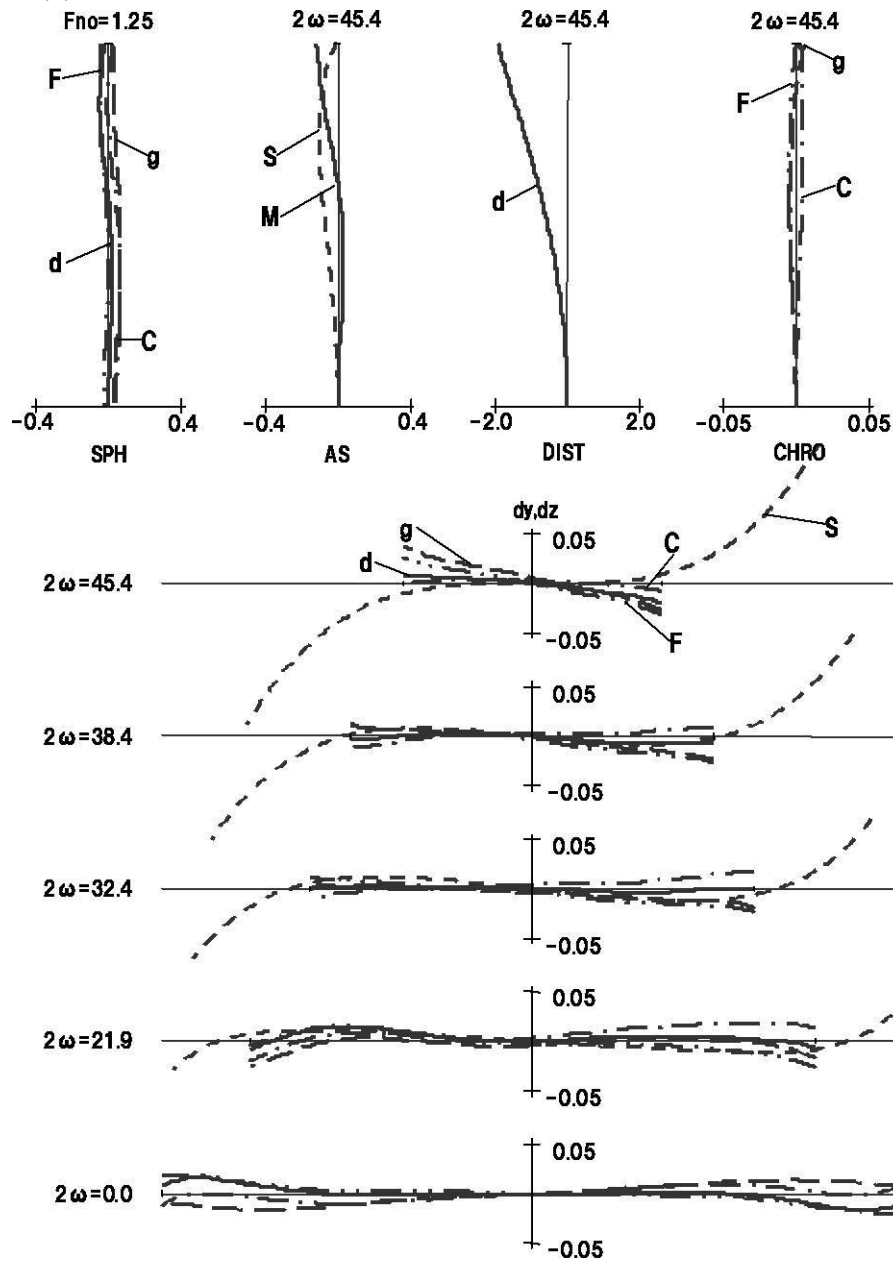 Fno=1.25 2ω=45.4 2ω=45.4 2ω=45.4
F S d F g
g M C
d
C
-0.4 0.4 -0.4 0.4 -2.0 2.0 -0.05 0.05
SPH AS DIST CHRO
dy,dz
g 0.05 C S
d
2ω=45.4
-0.05 F
0.05
2ω=38.4
-0.05
0.05
2ω=32.4
-0.05
0.05
2ω=21.9
-0.05
0.05
2ω=0.0
-0.05